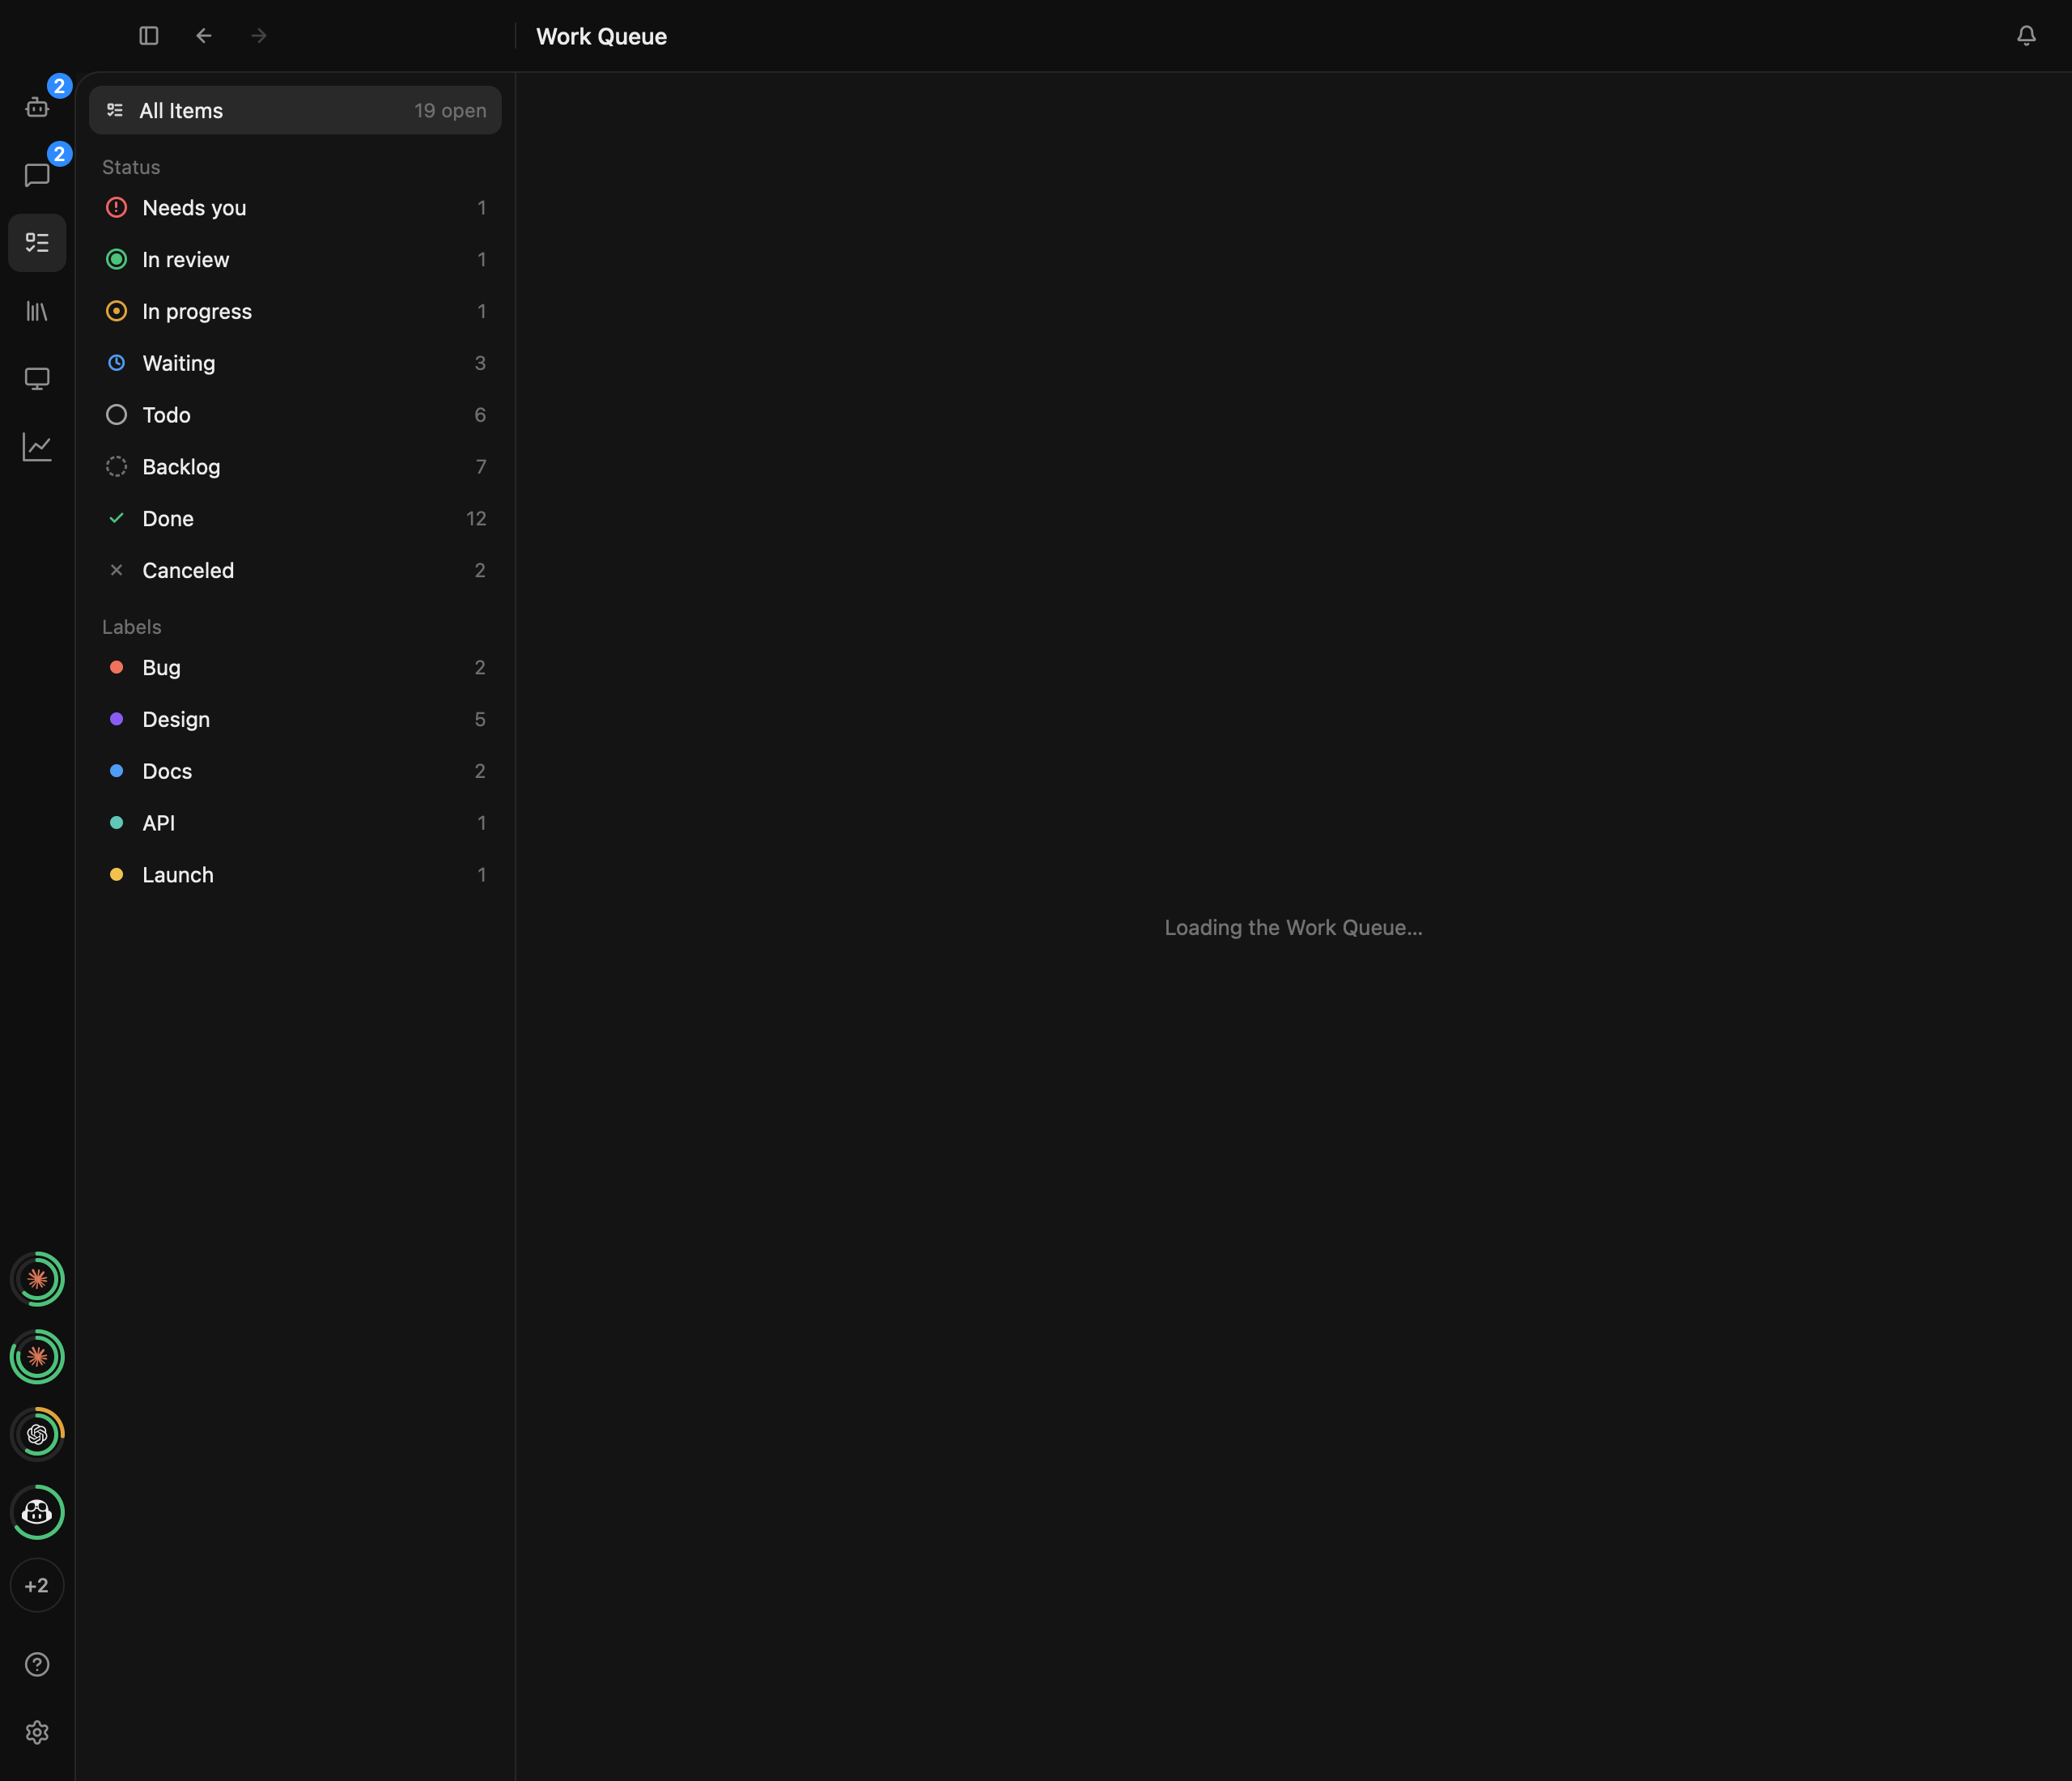 Work Queue
2
2
All Items 19 open
Status
Needs you 1
In review 1
In progress 1
Waiting 3
Todo 6
Backlog 7
Done 12
Canceled 2
Labels
Bug 2
Design 5
Docs 2
API 1
Launch 1
Loading the Work Queue...
+2